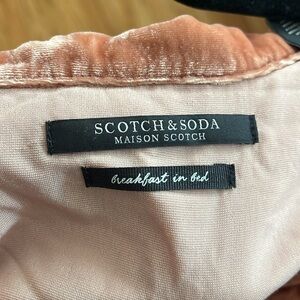 SCOTCH & SODA
MAISON SCOTCH
breakfast in bed